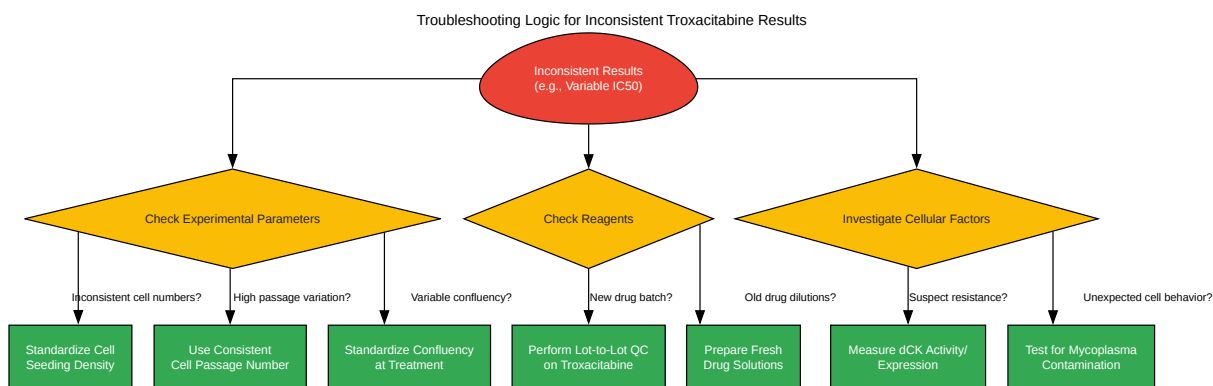 Troubleshooting Logic for Inconsistent Troxacitabine Results
Inconsistent Results
(e.g., Variable IC50)
Check Experimental Parameters
Check Reagents
Investigate Cellular Factors
Inconsistent cell numbers?
High passage variation?
Variable confluency?
New drug batch?
Old drug dilutions?
Suspect resistance?
Unexpected cell behavior?
Standardize Cell
Seeding Density
Use Consistent
Cell Passage Number
Standardize Confluency
at Treatment
Perform Lot-to-Lot QC
on Troxacitabine
Prepare Fresh
Drug Solutions
Measure dCK Activity/
Expression
Test for Mycoplasma
Contamination